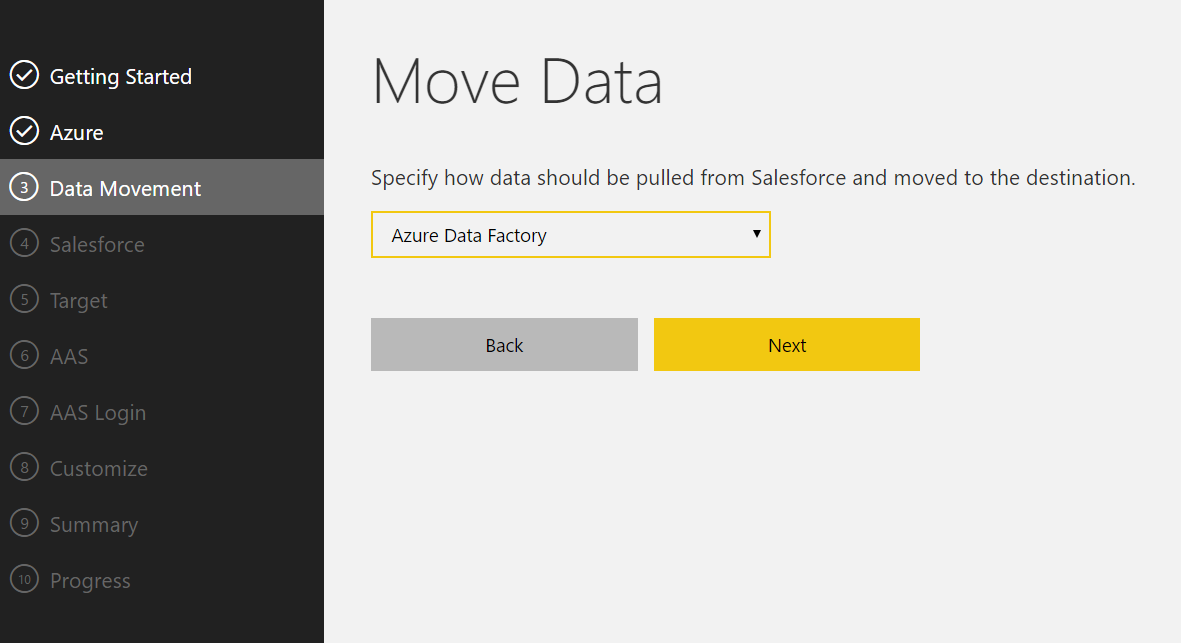 Getting Started
Azure
3 Data Movement
4 Salesforce
5 Target
6 AAS
7 AAS Login
8 Customize
9 Summary
10 Progress
Move Data
Specify how data should be pulled from Salesforce and moved to the destination.
Azure Data Factory
Back
Next